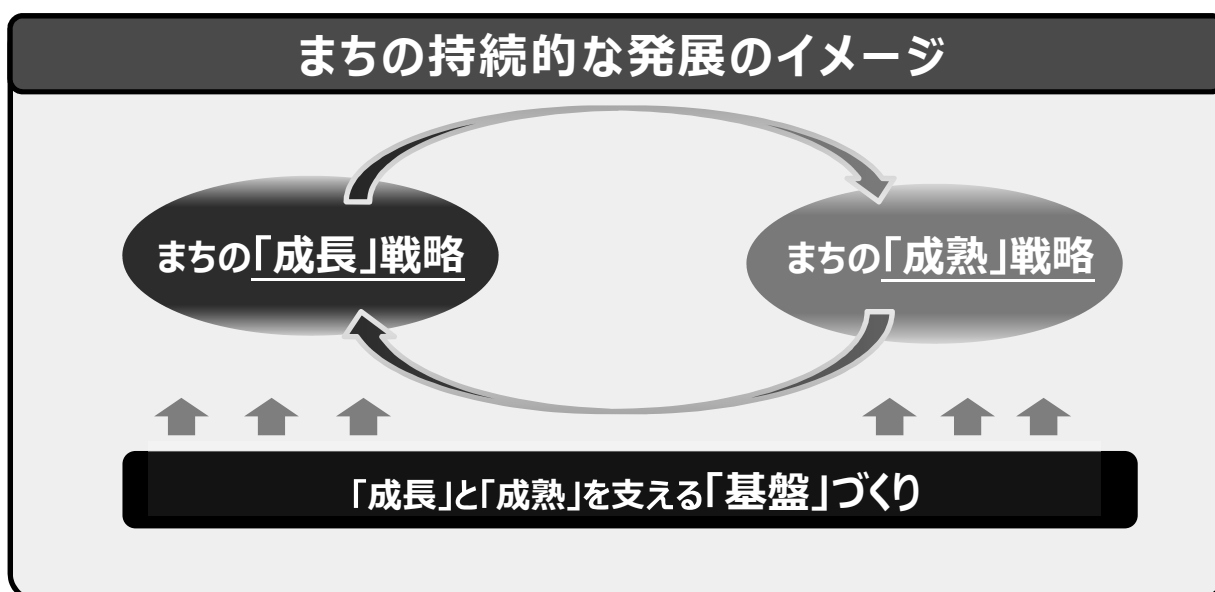 まちの持続的な発展のイメージ
まちの「成長」戦略
まちの「成熟」戦略
「成長」と「成熟」を支える「基盤」づくり